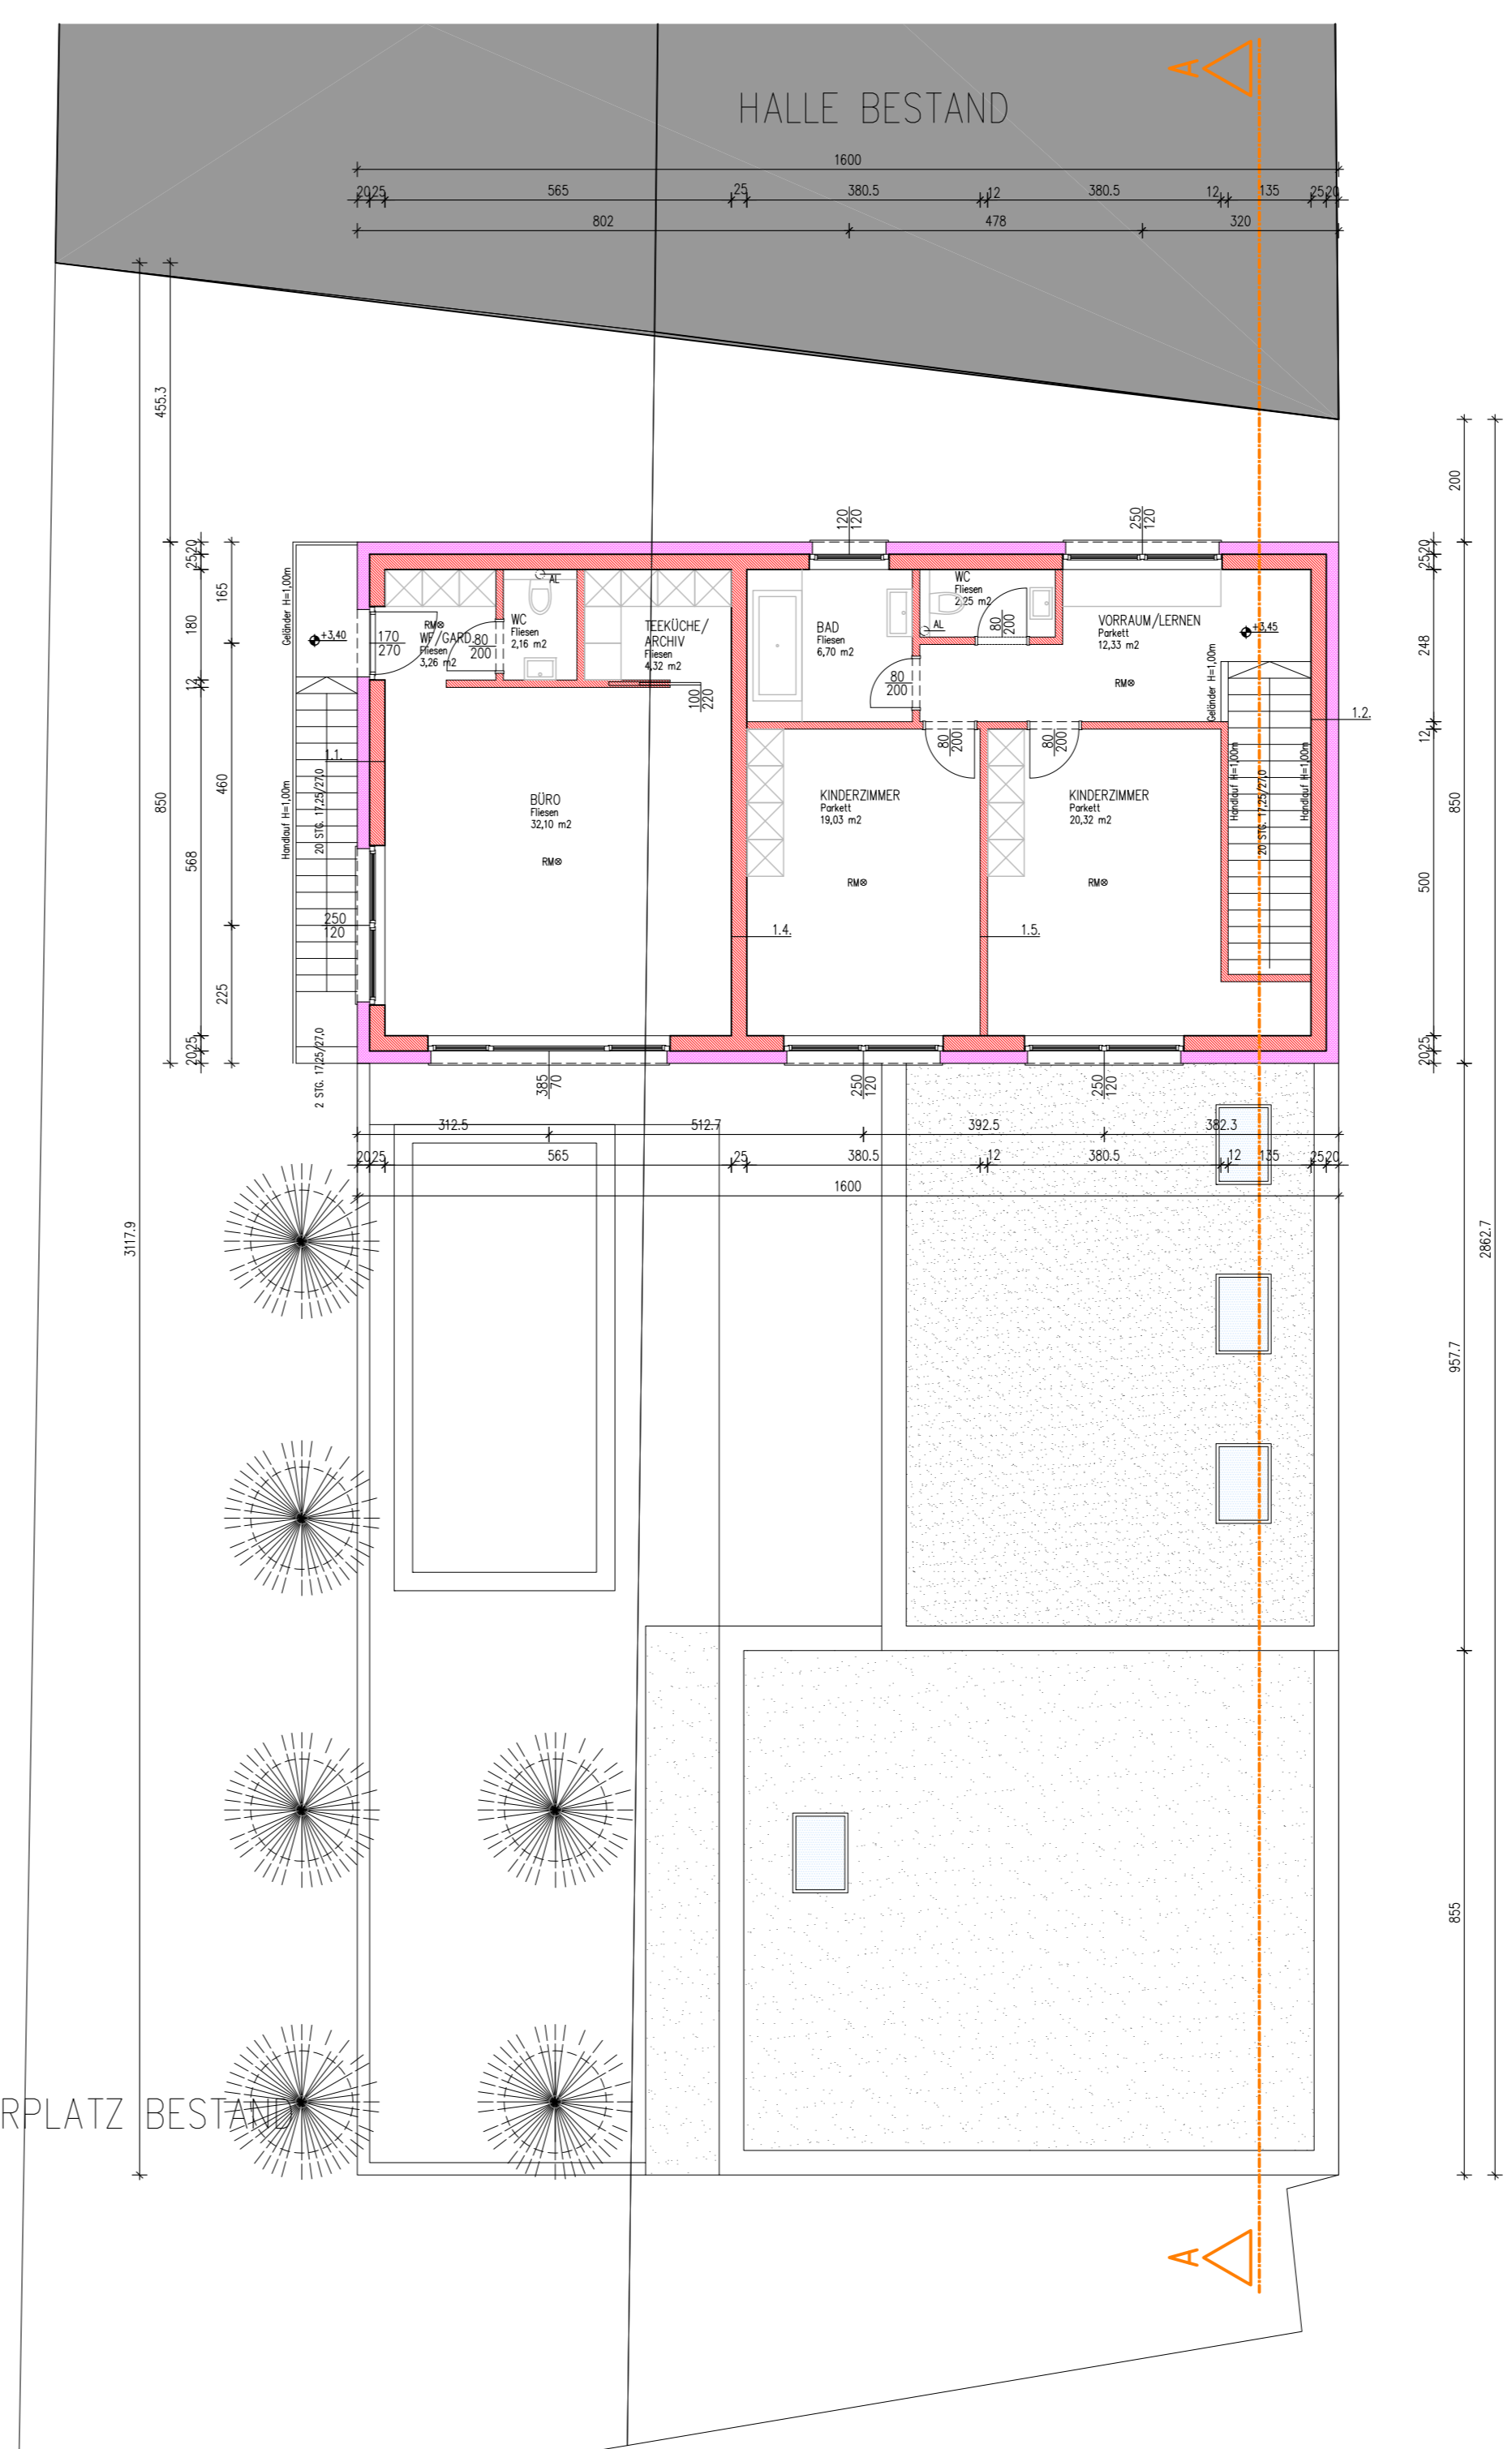 A
HALLE BESTAND
1600
20 25 565 25 380.5 12 380.5 12 135 25 20
802 478 320
455.3
200
120
120
250
120
25 20
165
180
12
850
460
568
225
20 25
3117.9
Geländer H=1,00m
+3,40
170
270
RM
WF/GARD.
Fliesen
3,26 m2
80
200
AL
WC
Fliesen
2,16 m2
TEEKÜCHE/
ARCHIV
Fliesen
4,32 m2
100
220
BAD
Fliesen
6,70 m2
80
200
WC
Fliesen
2,25 m2
AL
80
200
VORRAUM/LERNEN
Parkett
12,33 m2
+3,45
RM
Geländer H=1,00m
1.2.
25 20
248
12
850
500
20 25
2862.7
1.1.
Handlauf H=1,00m
20 STG. 17,25/27,0
250
120
2 STG. 17,25/27,0
BÜRO
Fliesen
32,10 m2
RM
80
200
80
200
KINDERZIMMER
Parkett
19,03 m2
RM
KINDERZIMMER
Parkett
20,32 m2
RM
Handlauf H=1,00m
20 STG. 17,25/27,0
Handlauf H=1,00m
1.4.
1.5.
385
70
250
120
250
120
312.5 512.7 392.5 382.3
20 25 565 25 380.5 12 380.5 12 135 25 20
1600
957.7
855
RPLATZ BESTAND
A